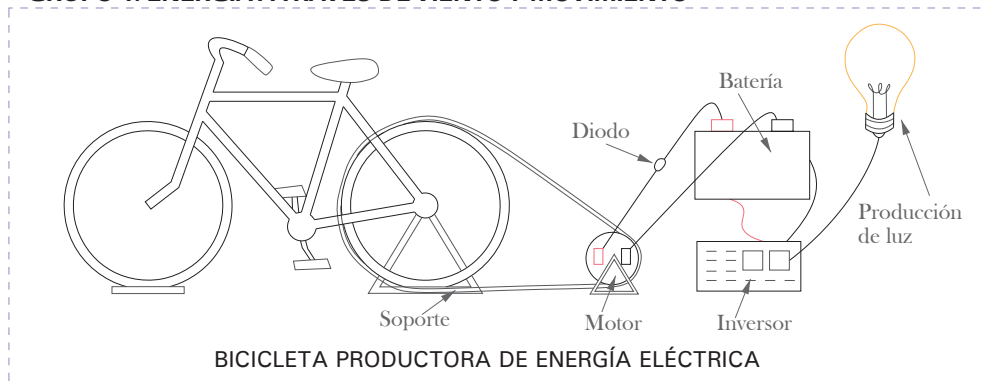 Batería
Diodo
Producción
de luz
Soporte
Motor
Inversor
BICICLETA PRODUCTORA DE ENERGÍA ELÉCTRICA